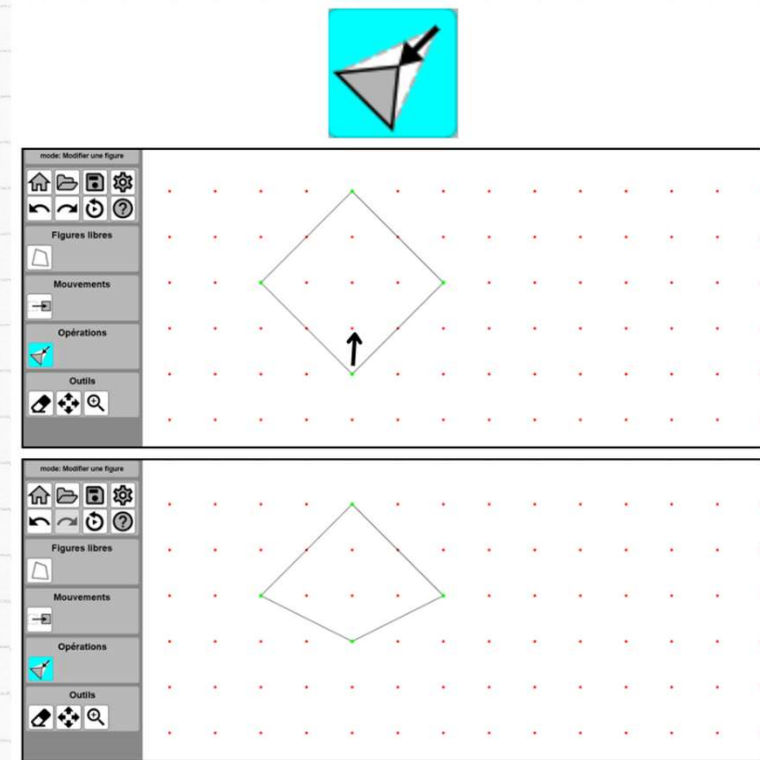 mode: Modifier une figure
Figures libres
Mouvements
Opérations
Outils
mode: Modifier une figure
Figures libres
Mouvements
Opérations
Outils